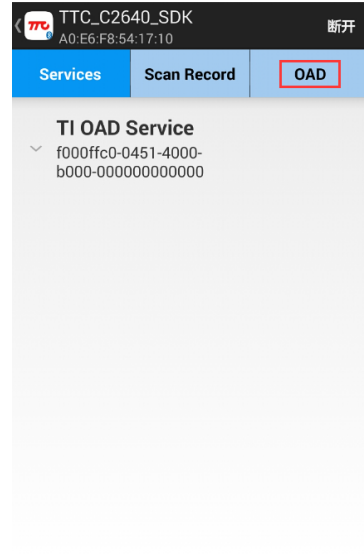 TTC
TTC_C2640_SDK
A0:E6:F8:54:17:10
断开
Services
Scan Record
OAD
TI OAD Service
f000ffc0-0451-4000-
b000-000000000000